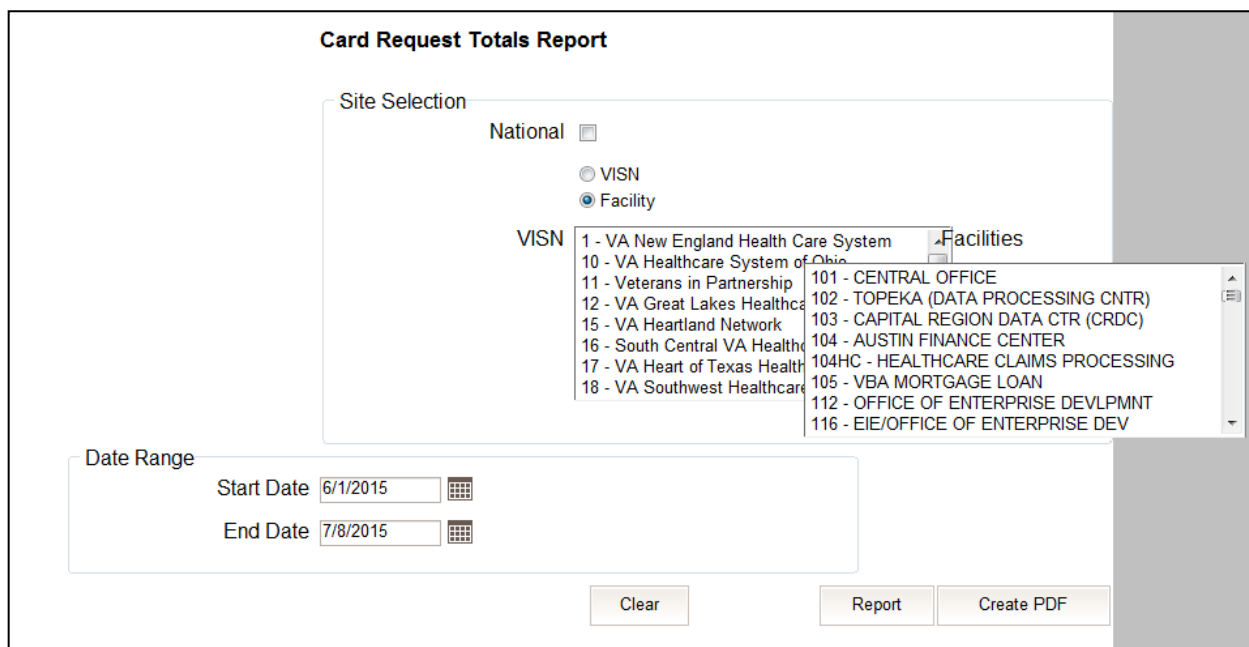 Card Request Totals Report
Site Selection
National
VISN
Facility
VISN
1 - VA New England Health Care System
10 - VA Healthcare System of Ohio
11 - Veterans in Partnership
12 - VA Great Lakes Healthca
15 - VA Heartland Network
16 - South Central VA Healthc
17 - VA Heart of Texas Health
18 - VA Southwest Healthcare
Facilities
101 - CENTRAL OFFICE
102 - TOPEKA (DATA PROCESSING CNTR)
103 - CAPITAL REGION DATA CTR (CRDC)
104 - AUSTIN FINANCE CENTER
104HC - HEALTHCARE CLAIMS PROCESSING
105 - VBA MORTGAGE LOAN
112 - OFFICE OF ENTERPRISE DEVLPMNT
116 - EIE/OFFICE OF ENTERPRISE DEV
Date Range
Start Date 6/1/2015
End Date 7/8/2015
Clear Report Create PDF